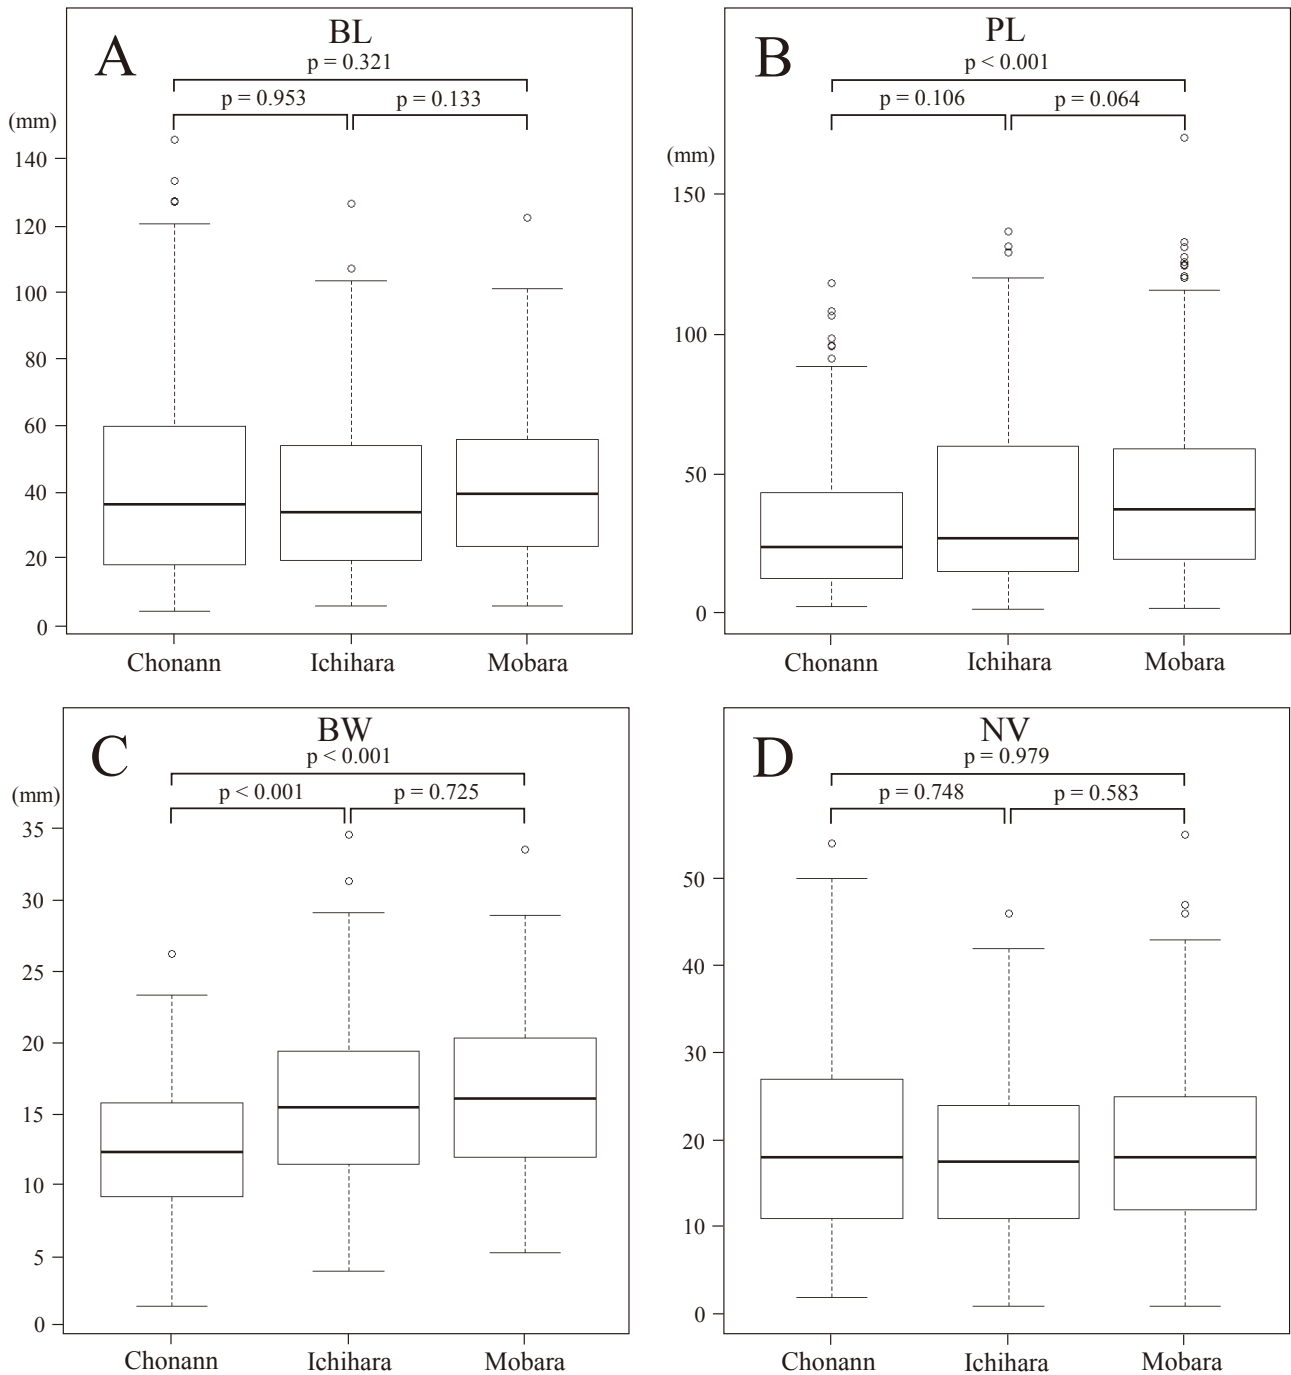 A
BL
p = 0.321
p = 0.953
p = 0.133
(mm)
140
120
100
80
60
40
20
0
Chonann
Ichihara
Mobara
B
PL
p < 0.001
p = 0.106
p = 0.064
(mm)
150
100
50
0
Chonann
Ichihara
Mobara
C
BW
p < 0.001
p < 0.001
p = 0.725
(mm)
35
30
25
20
15
10
5
0
Chonann
Ichihara
Mobara
D
NV
p = 0.979
p = 0.748
p = 0.583
50
40
30
20
10
0
Chonann
Ichihara
Mobara